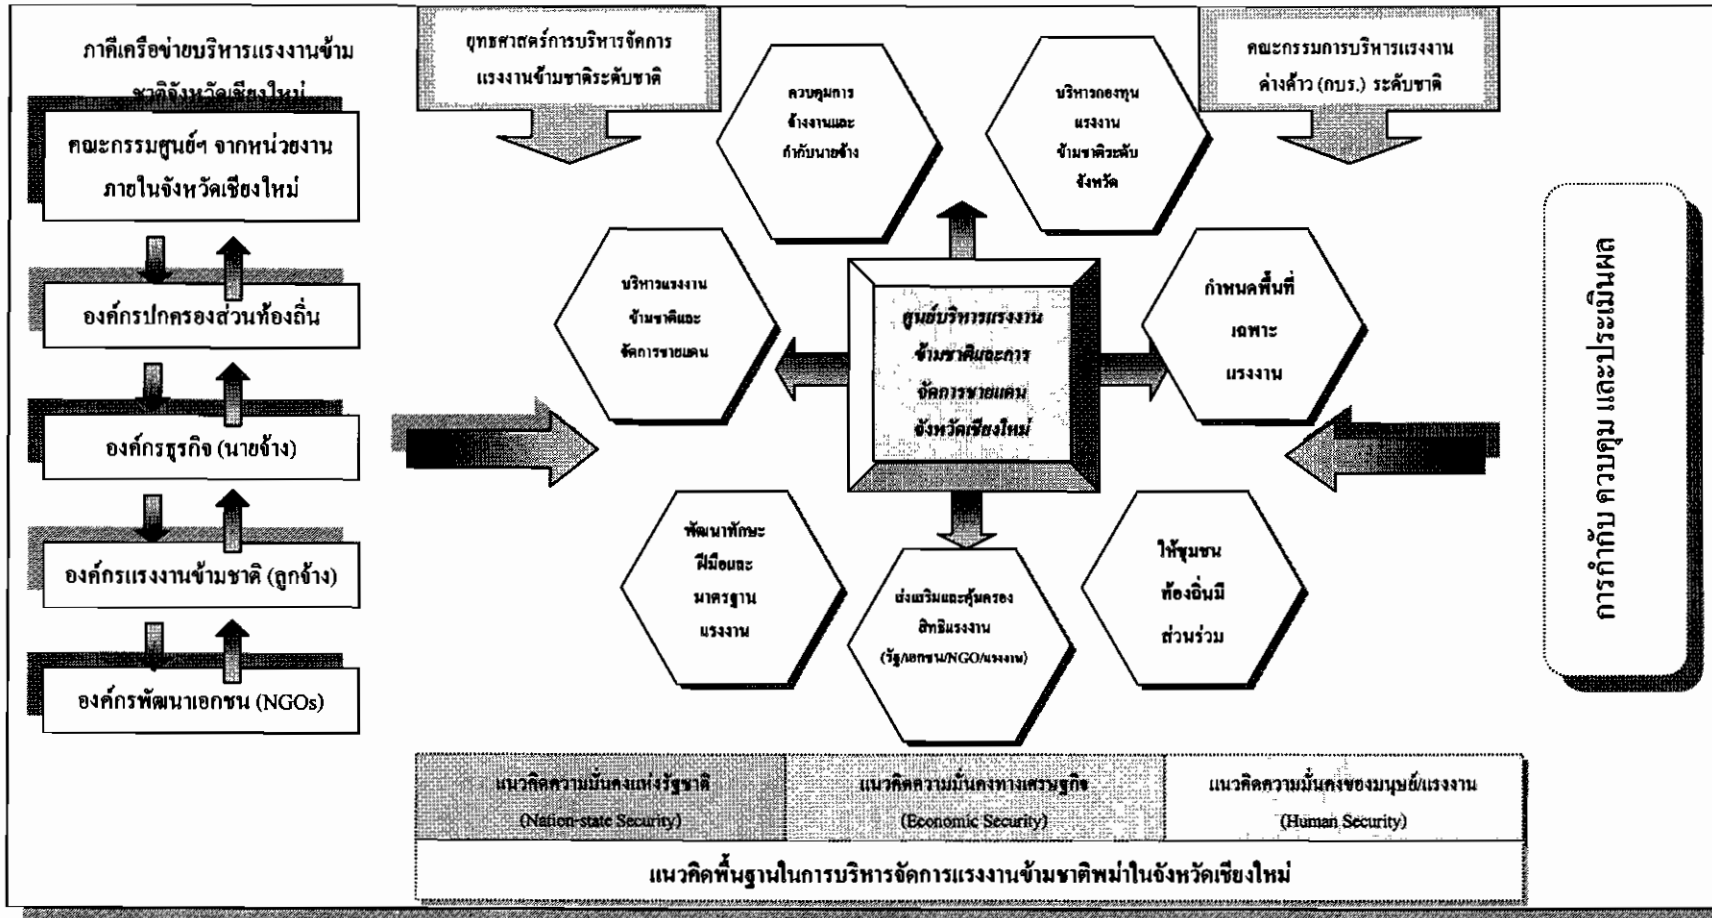 ภาคีเครือข่ายบริหารแรงงานข้าม
ชาติจังหวัดเชียงใหม่
คณะกรรมศูนย์ฯ จากหน่วยงาน
ภายในจังหวัดเชียงใหม่
องค์กรปกครองส่วนท้องถิ่น
องค์กรธุรกิจ (นายจ้าง)
องค์กรแรงงานข้ามชาติ (ลูกจ้าง)
องค์กรพัฒนาเอกชน (NGOs)
ยุทธศาสตร์การบริหารจัดการ
แรงงานข้ามชาติระดับชาติ
คณะกรรมการบริหารแรงงาน
ต่างด้าว (กบร.) ระดับชาติ
ควบคุมการ
จ้างงานและ
กำกับนายจ้าง
บริหารกองทุน
แรงงาน
ข้ามชาติระดับ
จังหวัด
บริหารแรงงาน
ข้ามชาติและ
จัดการชายแดน
ศูนย์บริหารแรงงาน
ข้ามชาติและการ
จัดการชายแดน
จังหวัดเชียงใหม่
กำหนดพื้นที่
เฉพาะ
แรงงาน
พัฒนาทักษะ
ฝีมือและ
มาตรฐาน
แรงงาน
ส่งเสริมและคุ้มครอง
สิทธิแรงงาน
(รัฐ/เอกชน/NGO/แรงงาน)
ให้ชุมชน
ท้องถิ่นมี
ส่วนร่วม
การกำกับ ควบคุม และประเมินผล
แนวคิดความมั่นคงแห่งรัฐชาติ
(Nation-state Security)
แนวคิดความมั่นคงทางเศรษฐกิจ
(Economic Security)
แนวคิดความมั่นคงของมนุษย์/แรงงาน
(Human Security)
แนวคิดพื้นฐานในการบริหารจัดการแรงงานข้ามชาติพม่าในจังหวัดเชียงใหม่